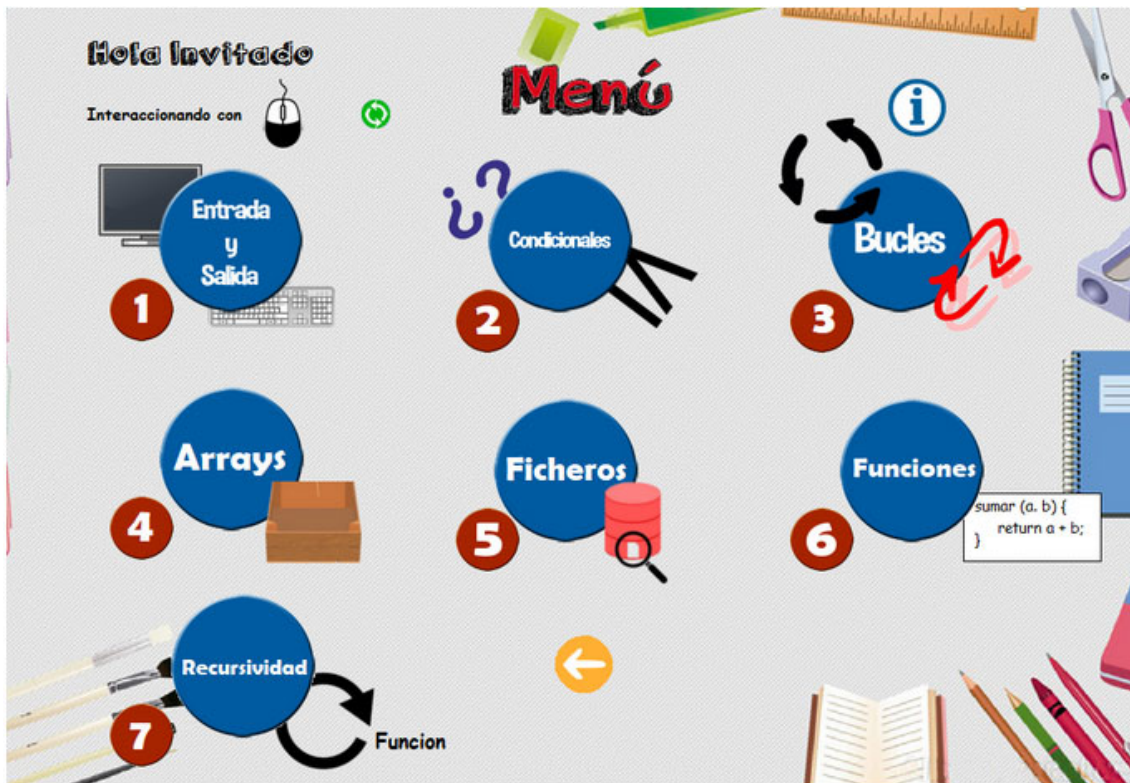 Hola Invitado
Menú
Interaccionando con
i
Entrada
y
Salida
1
¿?
Condicionales
2
Bucles
3
Arrays
4
Ficheros
5
Funciones
6
sumar (a. b) {
return a + b;
}
Recursividad
7
Funcion